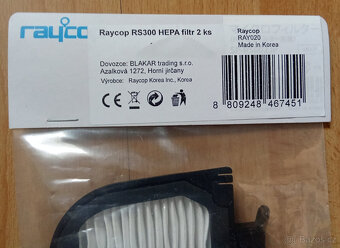 raycop
Raycop RS300 HEPA filtr 2 ks
Dovozce: BLAKAR trading s.r.o.
Azalková 1272, Horní Jirčany
Výrobce: Raycop Korea Inc., Korea
Raycop
RAY020
Made in Korea
8 809248 467451